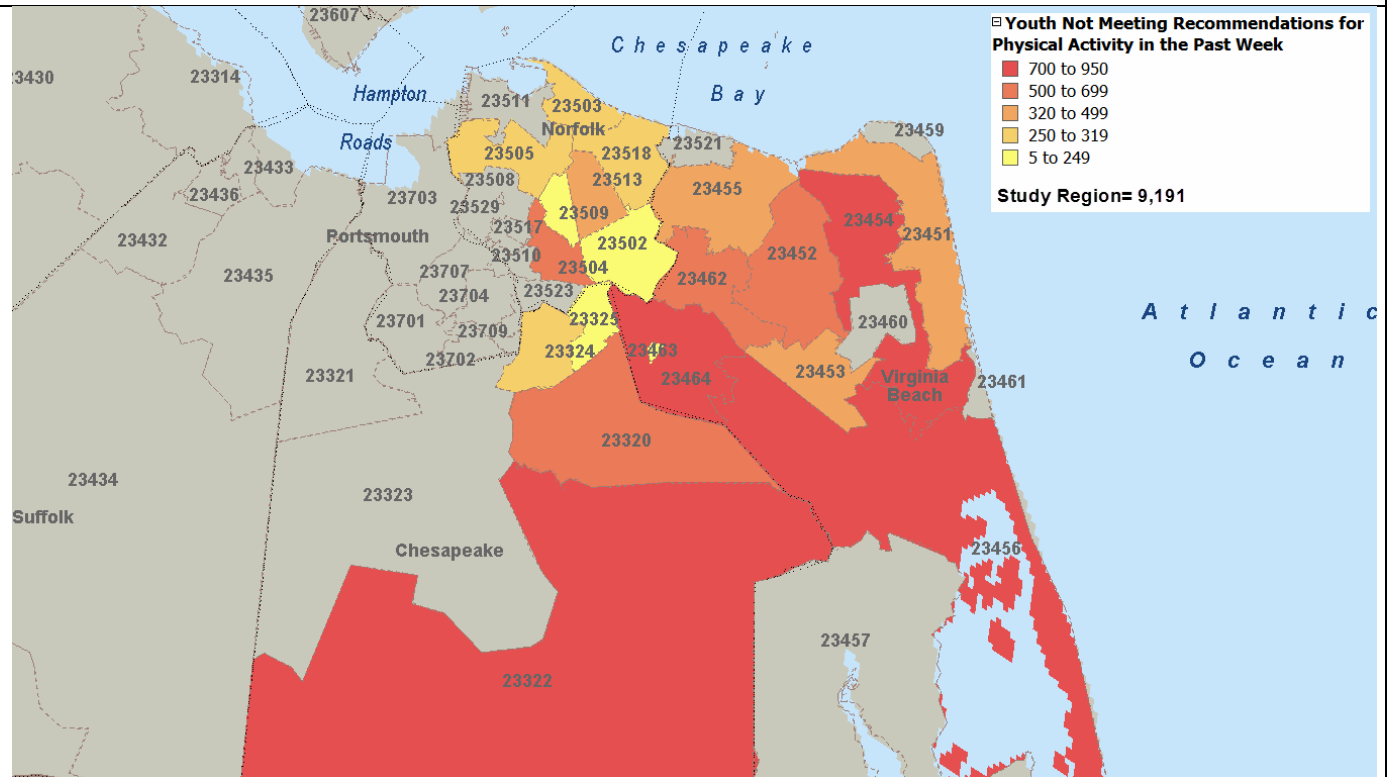 Youth Not Meeting Recommendations for
Physical Activity in the Past Week
700 to 950
500 to 699
320 to 499
250 to 319
5 to 249
Study Region= 9,191
23607
Chesapeake
Bay
23430
23314
Hampton
Roads
23511
23503
Norfolk
23459
23521
23505
23518
23433
23436
23703
23508
23513
23455
23529
23509
23454
23517
23451
Portsmouth
23432
23435
23510
23502
23452
23707
23504
23462
23704
23523
23701
23709
23325
23460
Atlantic
Ocean
23702
23324
23463
23464
23453
Virginia
Beach
23461
23321
23320
23434
23323
Suffolk
Chesapeake
23456
23457
23322